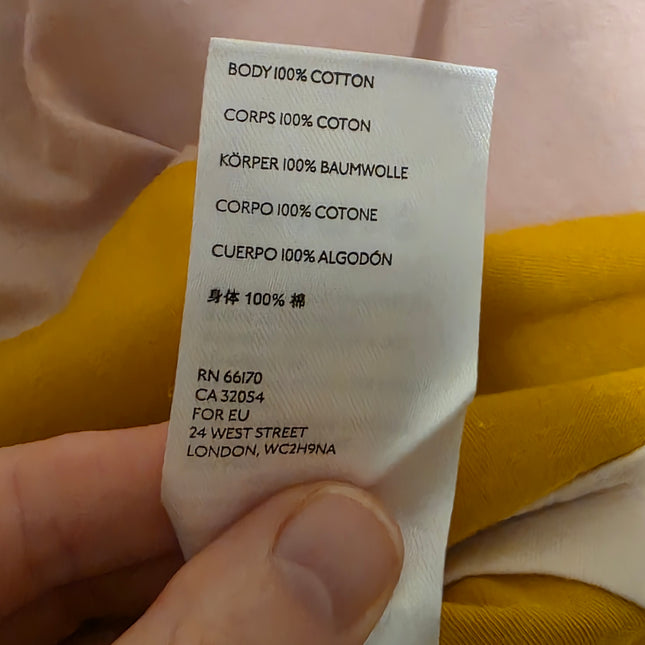 BODY 100% COTTON
CORPS 100% COTON
KÖRPER 100% BAUMWOLLE
CORPO 100% COTONE
CUERPO 100% ALGODÓN
身体 100% 棉
RN 66170
CA 32054
FOR EU
24 WEST STREET
LONDON, WC2H9NA